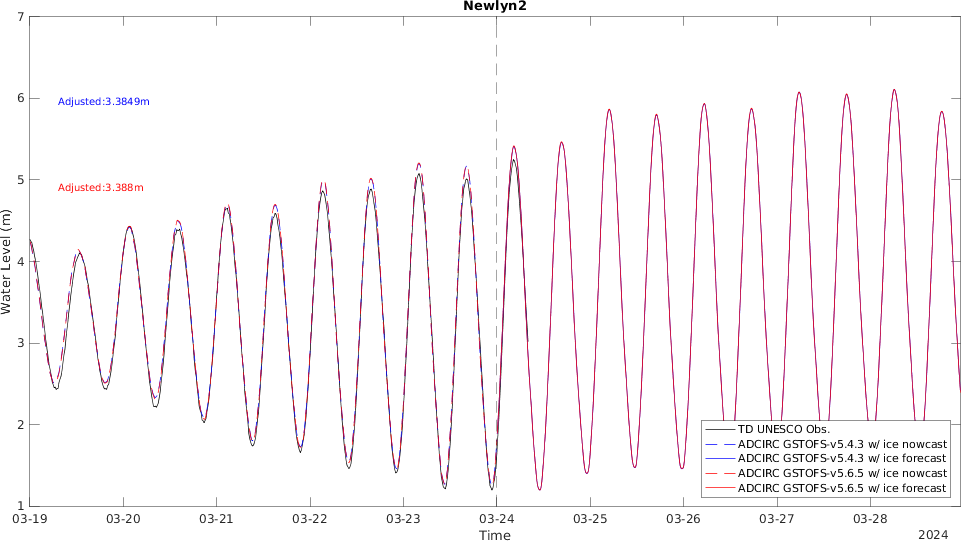 Newlyn2
7
6
5
4
3
2
1
Water Level (m)
Adjusted:3.3849m
Adjusted:3.388m
TD UNESCO Obs.
ADCIRC GSTOFS-v5.4.3 w/ ice nowcast
ADCIRC GSTOFS-v5.4.3 w/ ice forecast
ADCIRC GSTOFS-v5.6.5 w/ ice nowcast
ADCIRC GSTOFS-v5.6.5 w/ ice forecast
03-19 03-20 03-21 03-22 03-23 03-24 03-25 03-26 03-27 03-28
Time
2024